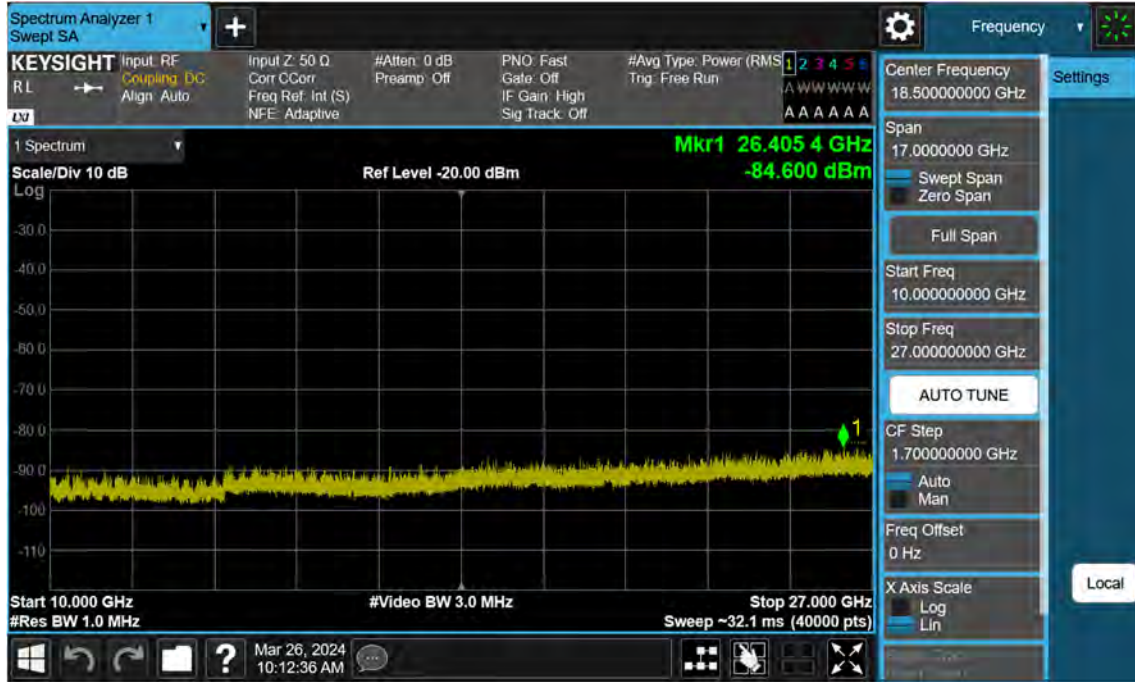 Spectrum Analyzer 1
Swept SA
+
Frequency
KEYSIGHT
RL
LXI
Input: RF
Coupling: DC
Align: Auto
Input Z: 50 Ω
Corr CCorr
Freq Ref: Int (S)
NFE: Adaptive
#Atten: 0 dB
Preamp: Off
PNO: Fast
Gate: Off
IF Gain: High
Sig Track: Off
#Avg Type: Power (RMS
Trig: Free Run
1 2 3 4 5 6
A W W W W W
A A A A A A
1 Spectrum
Scale/Div 10 dB
Log
Ref Level -20.00 dBm
Mkr1 26.405 4 GHz
-84.600 dBm
-30.0
-40.0
-50.0
-60.0
-70.0
-80.0
-90.0
-100
-110
1
Start 10.000 GHz
#Res BW 1.0 MHz
#Video BW 3.0 MHz
Stop 27.000 GHz
Sweep ~32.1 ms (40000 pts)
Center Frequency
18.500000000 GHz
Span
17.0000000 GHz
Swept Span
Zero Span
Full Span
Start Freq
10.000000000 GHz
Stop Freq
27.000000000 GHz
AUTO TUNE
CF Step
1.700000000 GHz
Auto
Man
Freq Offset
0 Hz
X Axis Scale
Log
Lin
Settings
Local
?
Mar 26, 2024
10:12:36 AM